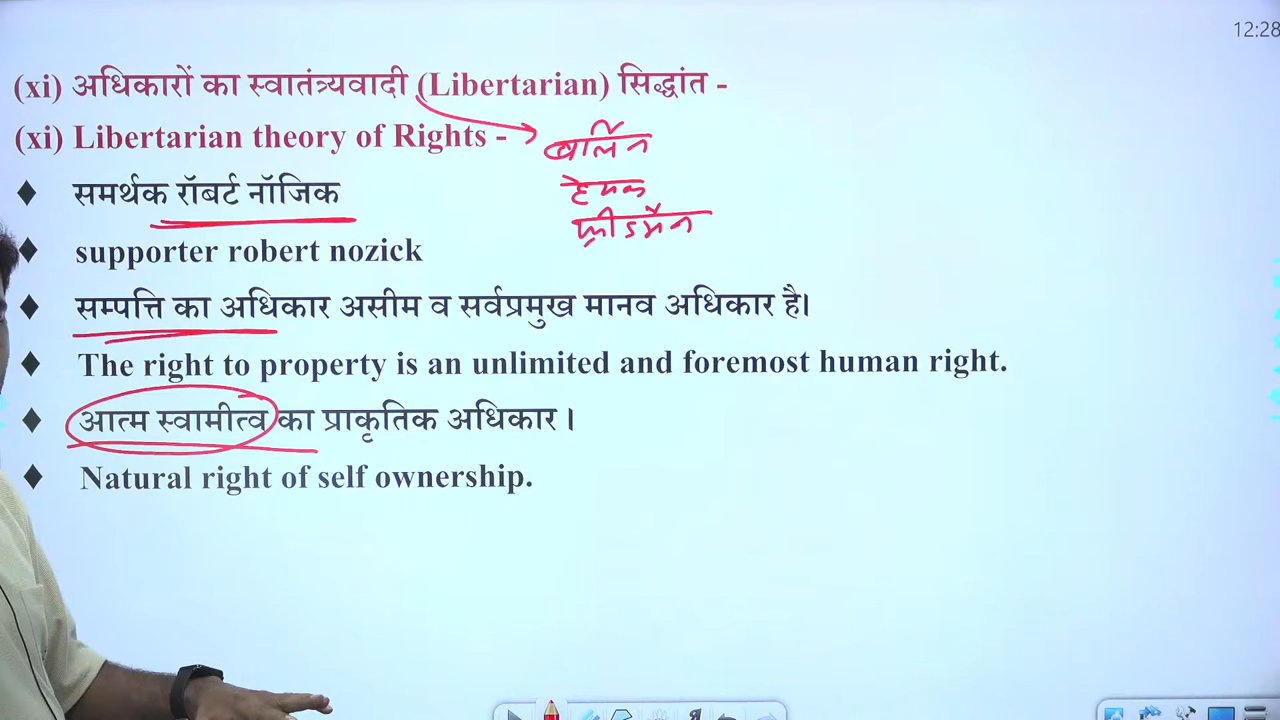 12:28
(xi) अधिकारों का स्वातंत्र्यवादी (Libertarian) सिद्धांत -
(xi) Libertarian theory of Rights -
बर्लिन
हेयक
फ्रीडमैन
♦ समर्थक रॉबर्ट नॉजिक
♦ supporter robert nozick
♦ सम्पत्ति का अधिकार असीम व सर्वप्रमुख मानव अधिकार है।
♦ The right to property is an unlimited and foremost human right.
♦ आत्म स्वामीत्व का प्राकृतिक अधिकार ।
♦ Natural right of self ownership.